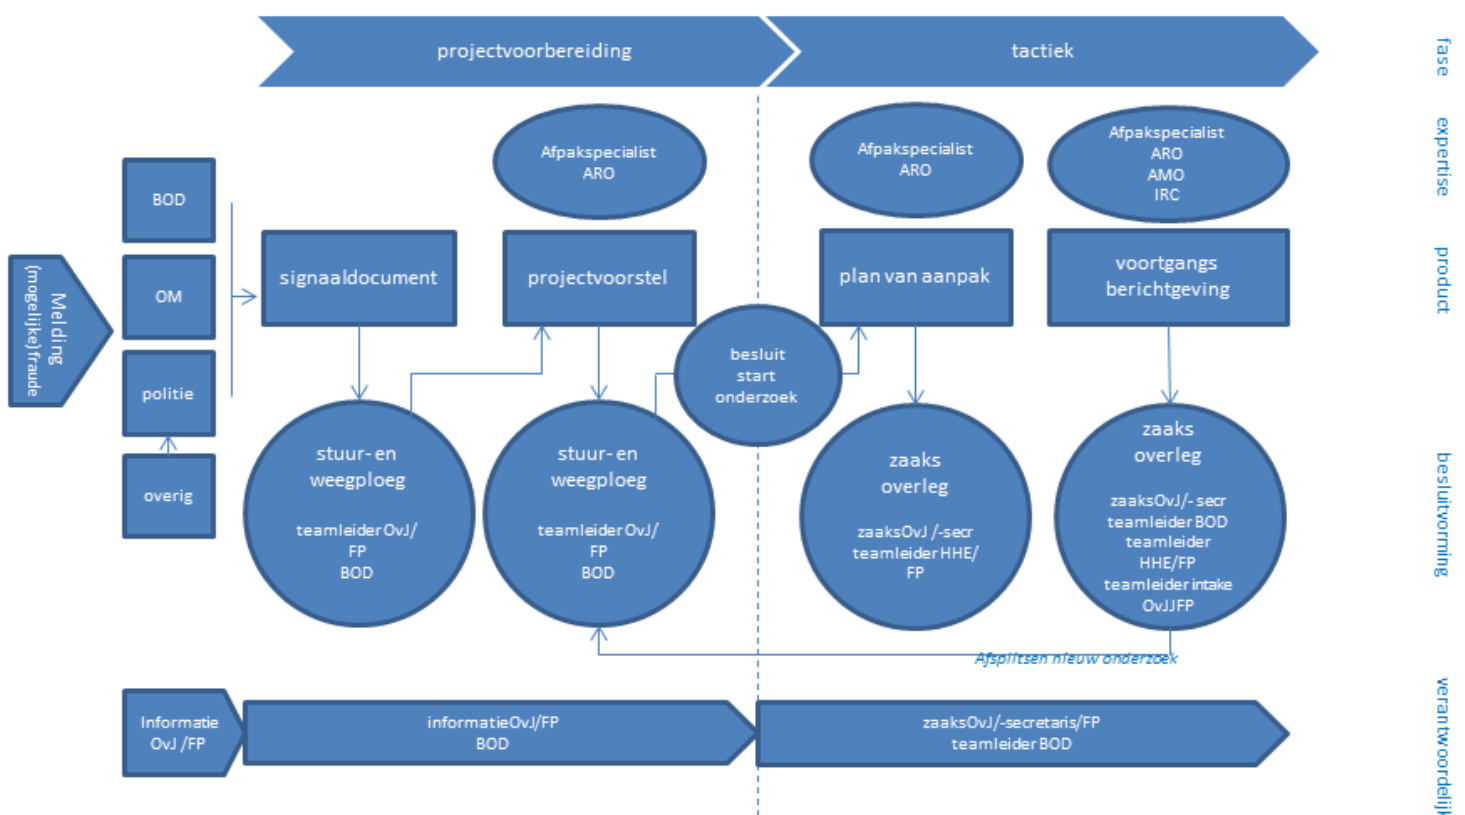 projectvoorbereiding
tactiek
fase
Afpakspecialist
ARO
Afpakspecialist
ARO
Afpakspecialist
ARO
AMO
IRC
expertise
Melding
(mogelijke) fraude
BOD
OM
politie
overig
signaaldocument
projectvoorstel
plan van aanpak
voortgangs
berichtgeving
product
besluit
start
onderzoek
stuur- en
weegploeg
teamleider OvJ/
FP
BOD
stuur- en
weegploeg
teamleider OvJ/
FP
BOD
zaaks
overleg
zaaksOvJ /-secr
teamleider HHE/
FP
zaaks
overleg
zaaksOvJ/- secr
teamleider BOD
teamleider
HHE/FP
teamleider intake
OvJJFP
besluitvorming
Afsplitsen nieuw onderzoek
Informatie
OvJ /FP
informatieOvJ/FP
BOD
zaaksOvJ/-secretaris/FP
teamleider BOD
verantwoordelijk